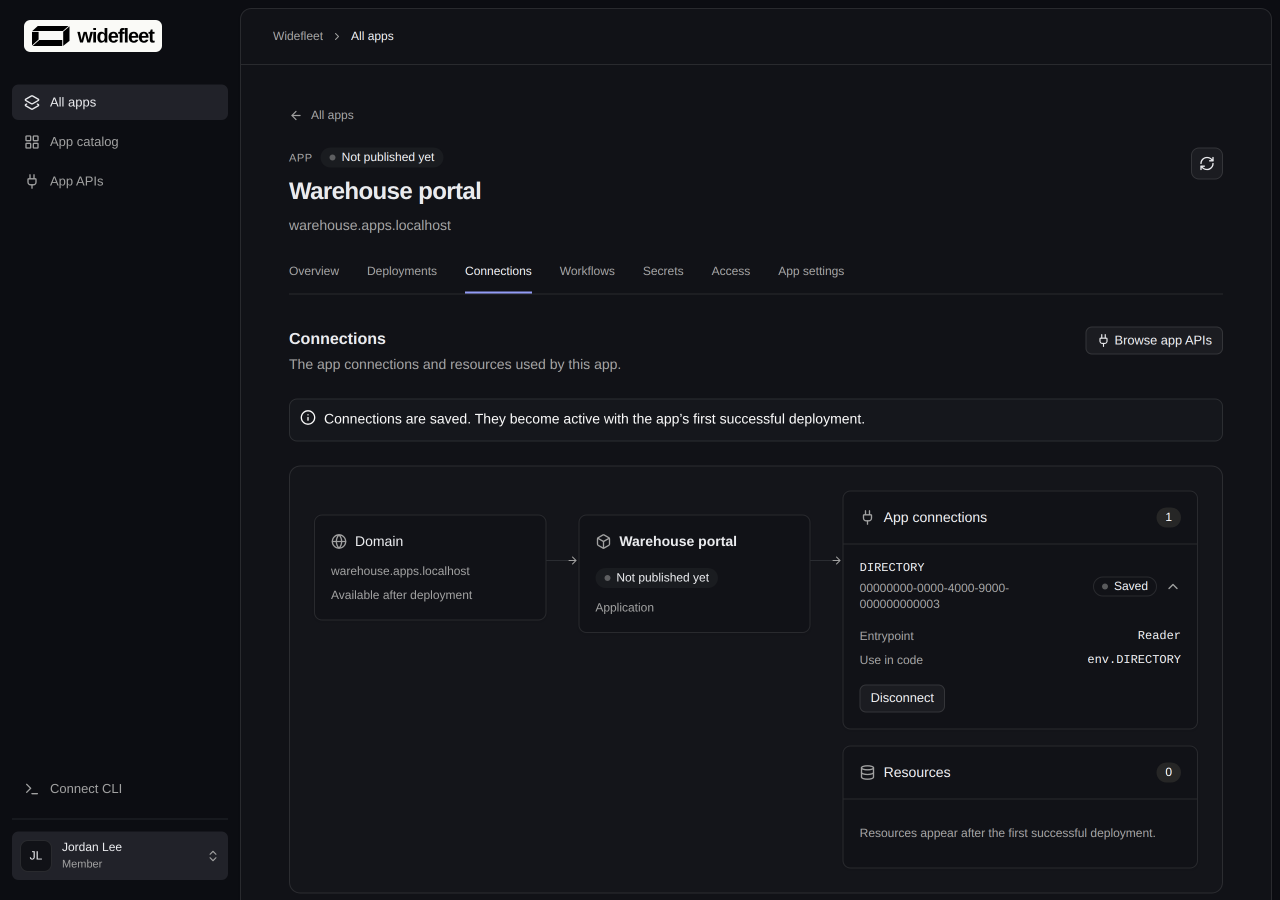 widefleet
All apps
App catalog
App APIs
Connect CLI
JL
Jordan Lee
Member
Widefleet
All apps
All apps
APP
Not published yet
Warehouse portal
warehouse.apps.localhost
Overview
Deployments
Connections
Workflows
Secrets
Access
App settings
Connections
The app connections and resources used by this app.
Browse app APIs
Connections are saved. They become active with the app's first successful deployment.
Domain
warehouse.apps.localhost
Available after deployment
Warehouse portal
Not published yet
Application
App connections
1
DIRECTORY
00000000-0000-4000-9000-
000000000003
Saved
Entrypoint
Reader
Use in code
env.DIRECTORY
Disconnect
Resources
0
Resources appear after the first successful deployment.